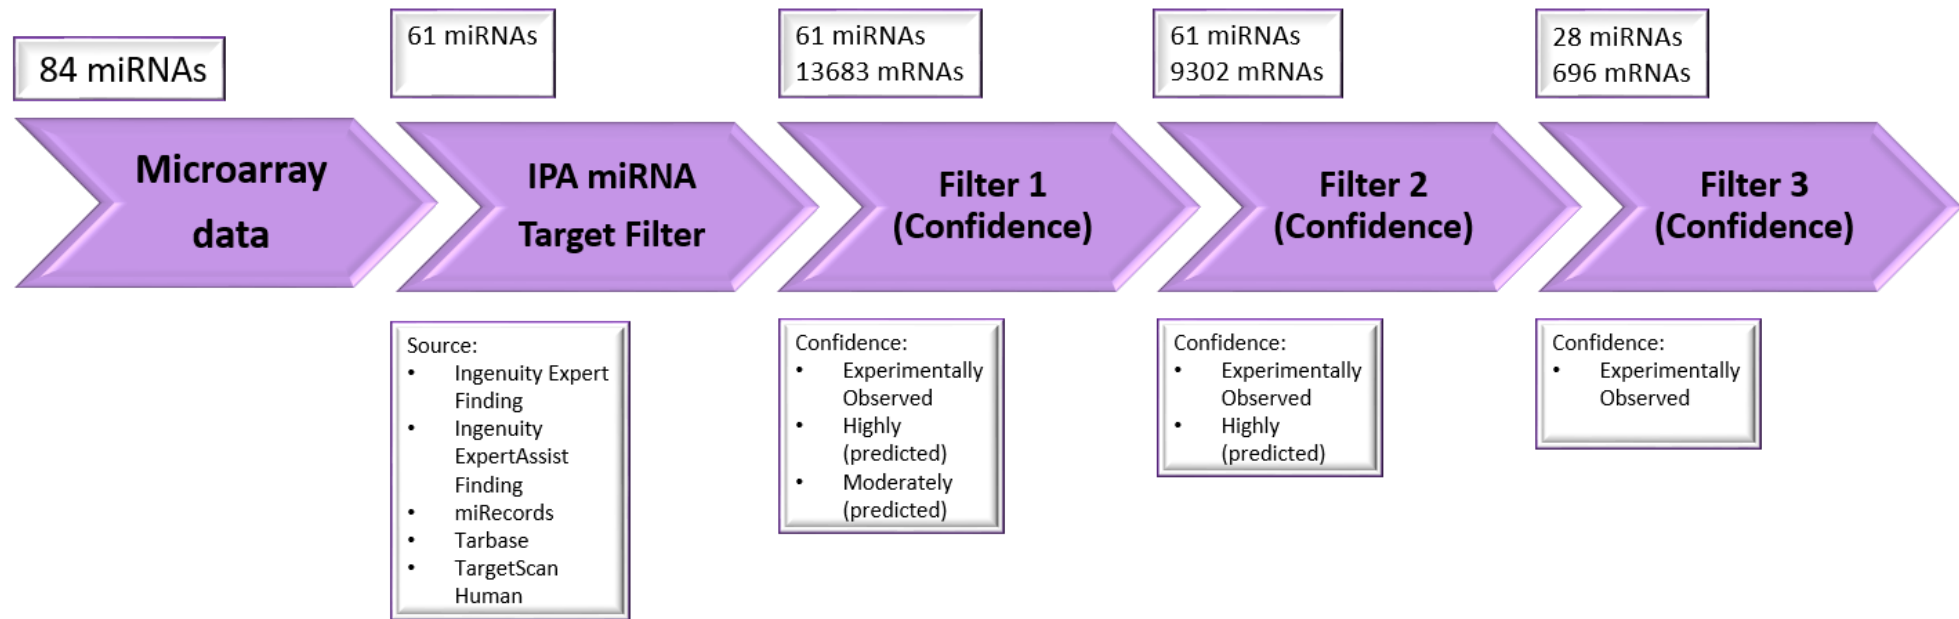 84 miRNAs
61 miRNAs
61 miRNAs
13683 mRNAs
61 miRNAs
9302 mRNAs
28 miRNAs
696 mRNAs
Microarray
data
IPA miRNA
Target Filter
Filter 1
(Confidence)
Filter 2
(Confidence)
Filter 3
(Confidence)
Source:
• Ingenuity Expert
Finding
• Ingenuity
ExpertAssist
Finding
• miRecords
• Tarbase
• TargetScan
Human
Confidence:
• Experimentally
Observed
• Highly
(predicted)
• Moderately
(predicted)
Confidence:
• Experimentally
Observed
• Highly
(predicted)
Confidence:
• Experimentally
Observed